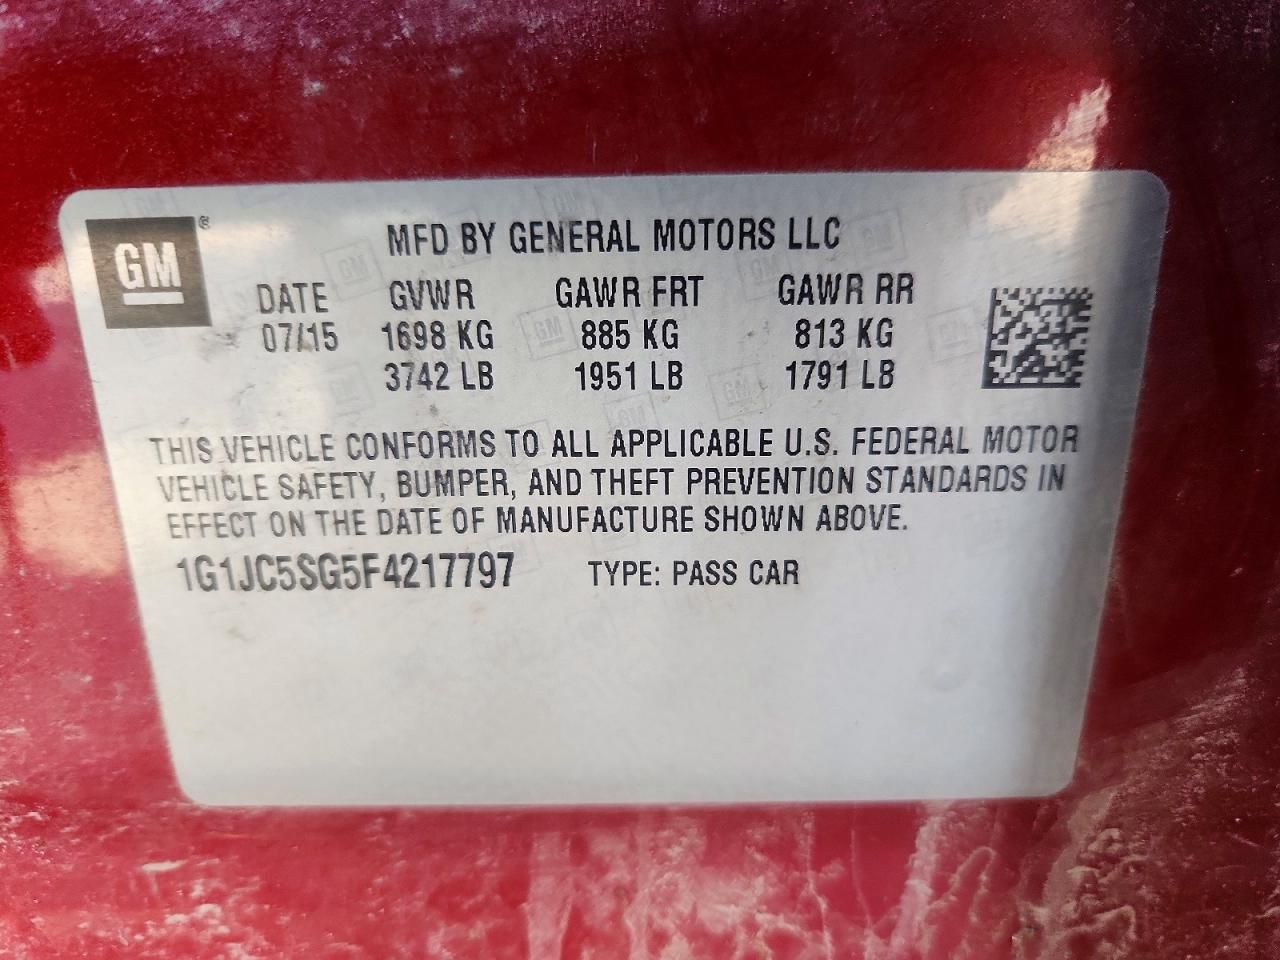 GM®
MFD BY GENERAL MOTORS LLC
DATE GVWR GAWR FRT GAWR RR
07/15 1698 KG 885 KG 813 KG
3742 LB 1951 LB 1791 LB
THIS VEHICLE CONFORMS TO ALL APPLICABLE U.S. FEDERAL MOTOR
VEHICLE SAFETY, BUMPER, AND THEFT PREVENTION STANDARDS IN
EFFECT ON THE DATE OF MANUFACTURE SHOWN ABOVE.
1G1JC5SG5F4217797 TYPE: PASS CAR